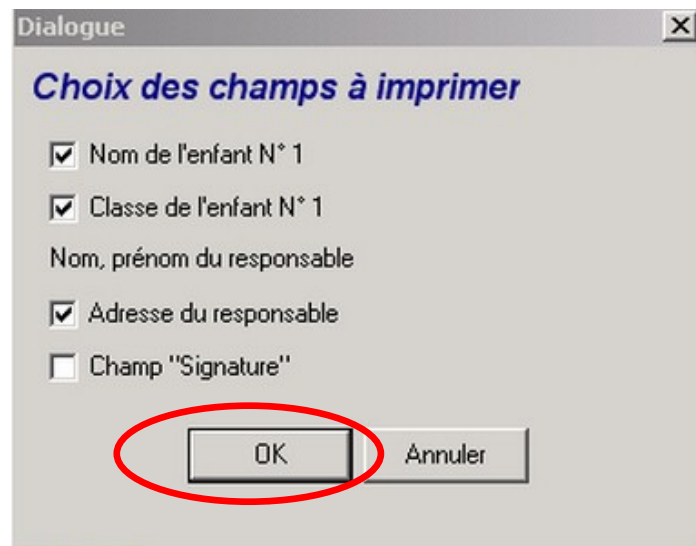 Dialogue
Choix des champs à imprimer
Nom de l'enfant N° 1
Classe de l'enfant N° 1
Nom, prénom du responsable
Adresse du responsable
Champ "Signature"
OK Annuler